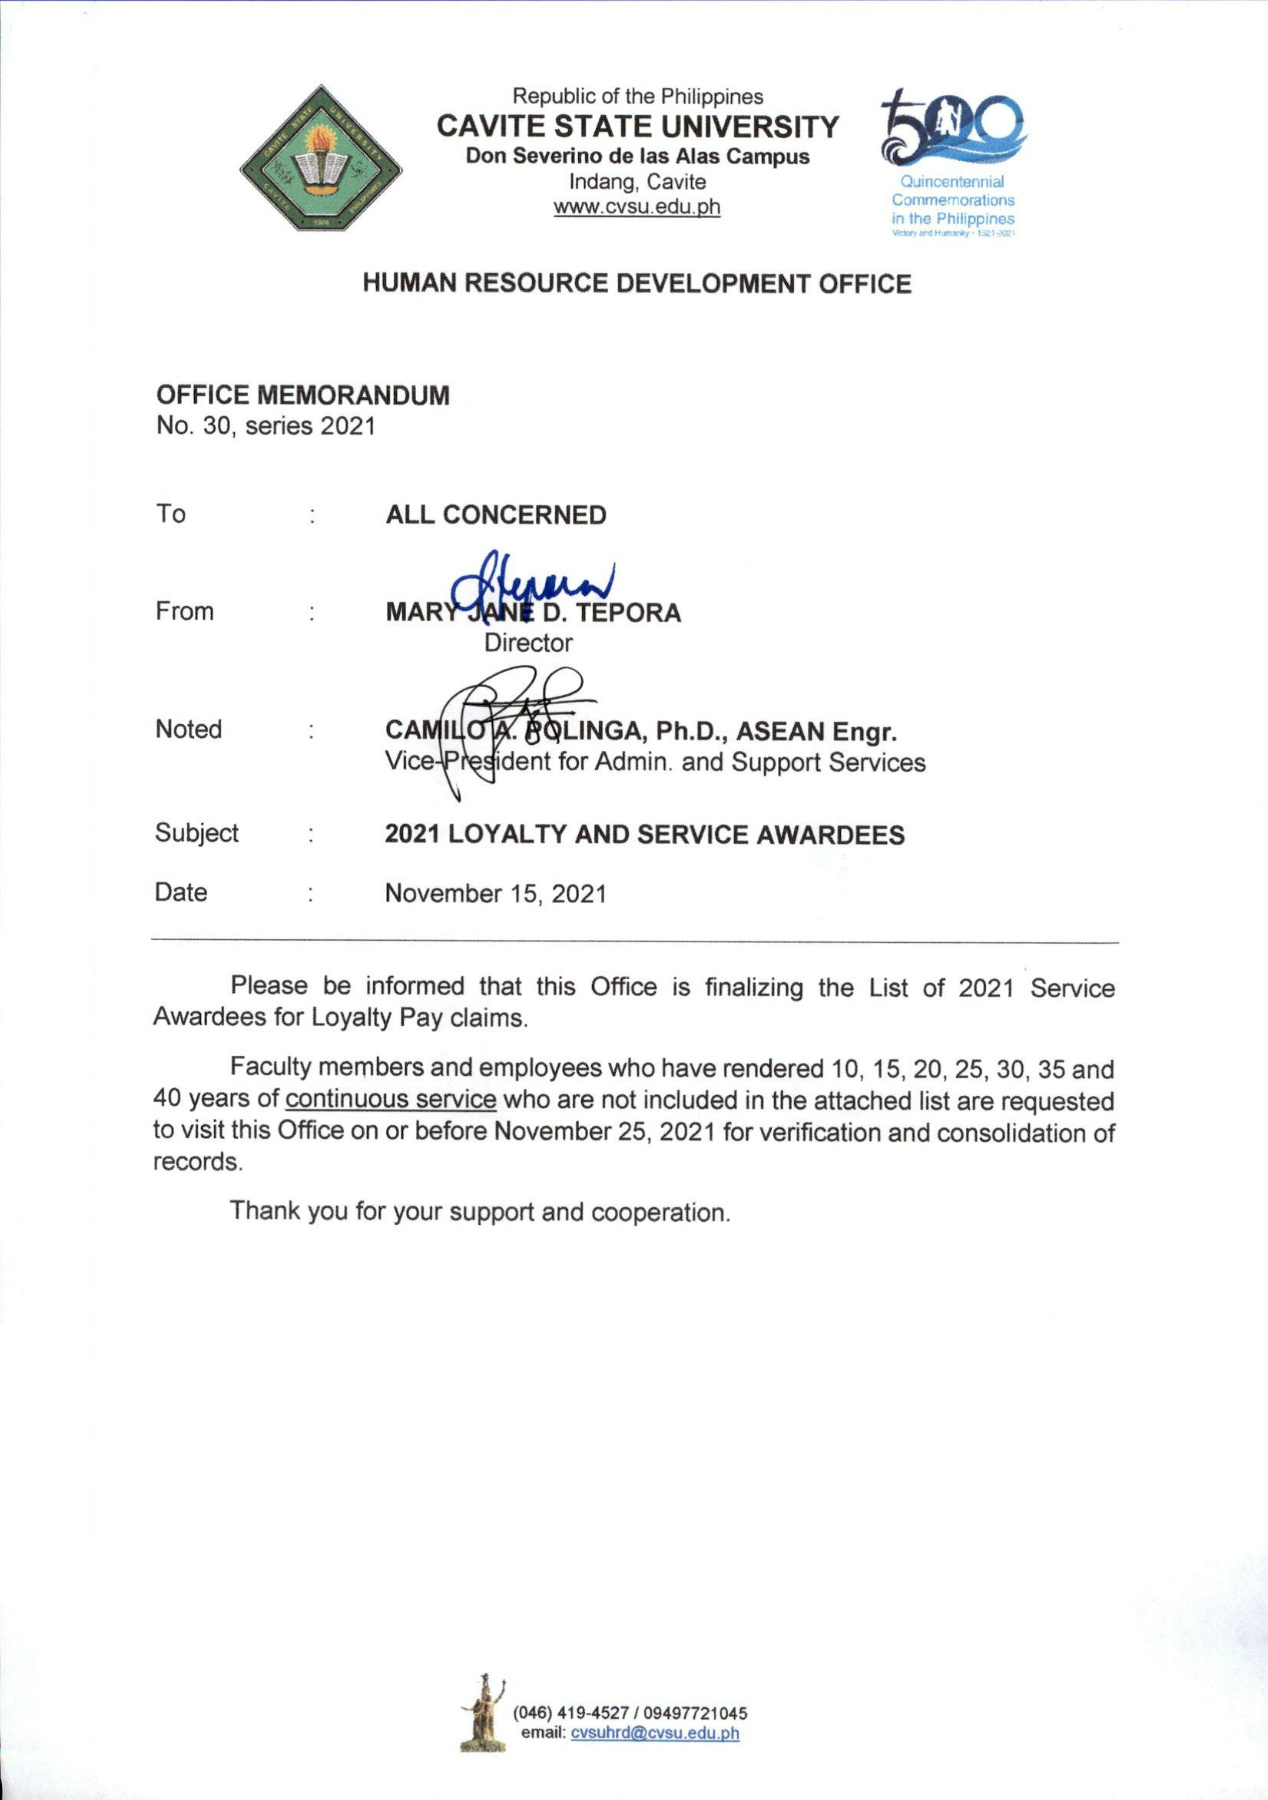 Republic of the Philippines
CAVITE STATE UNIVERSITY
Don Severino de las Alas Campus
Indang, Cavite
www.cvsu.edu.ph
CAVITE STATE UNIVERSITY
CAVITE PHILIPPINES
1906
500
Quincentennial
Commemorations
in the Philippines
Victory and Humanity - 1521-2021
HUMAN RESOURCE DEVELOPMENT OFFICE
OFFICE MEMORANDUM
No. 30, series 2021
To : ALL CONCERNED
From : MARY JANE D. TEPORA
Director
Noted : CAMILO A. POLINGA, Ph.D., ASEAN Engr.
Vice-President for Admin. and Support Services
Subject : 2021 LOYALTY AND SERVICE AWARDEES
Date : November 15, 2021
Please be informed that this Office is finalizing the List of 2021 Service
Awardees for Loyalty Pay claims.
Faculty members and employees who have rendered 10, 15, 20, 25, 30, 35 and
40 years of continuous service who are not included in the attached list are requested
to visit this Office on or before November 25, 2021 for verification and consolidation of
records.
Thank you for your support and cooperation.
(046) 419-4527 / 09497721045
email: cvsuhrd@cvsu.edu.ph